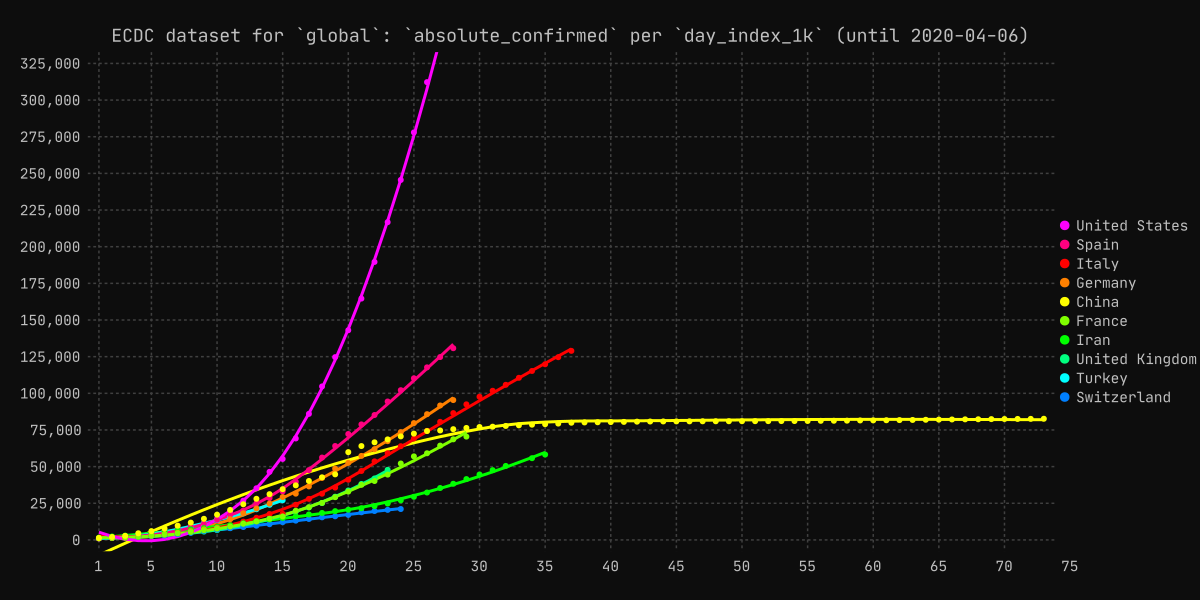 ECDC dataset for `global`: `absolute_confirmed` per `day_index_1k` (until 2020-04-06)
325,000
300,000
275,000
250,000
225,000
200,000
175,000
150,000
125,000
100,000
75,000
50,000
25,000
0
1 5 10 15 20 25 30 35 40 45 50 55 60 65 70 75
United States
Spain
Italy
Germany
China
France
Iran
United Kingdom
Turkey
Switzerland